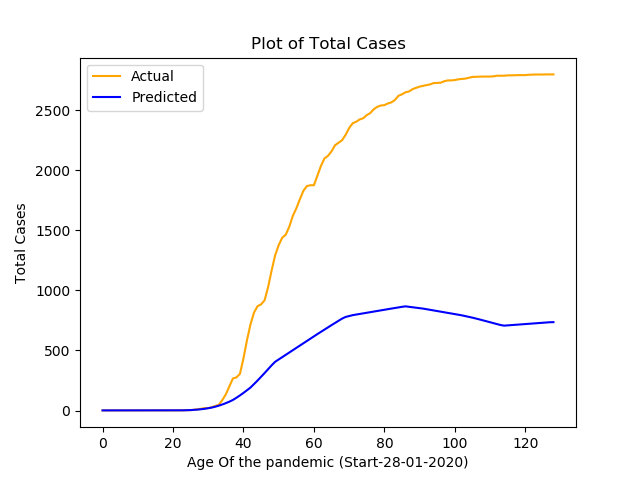 Plot of Total Cases
Actual
Predicted
Total Cases
2500
2000
1500
1000
500
0
0 20 40 60 80 100 120
Age Of the pandemic (Start-28-01-2020)